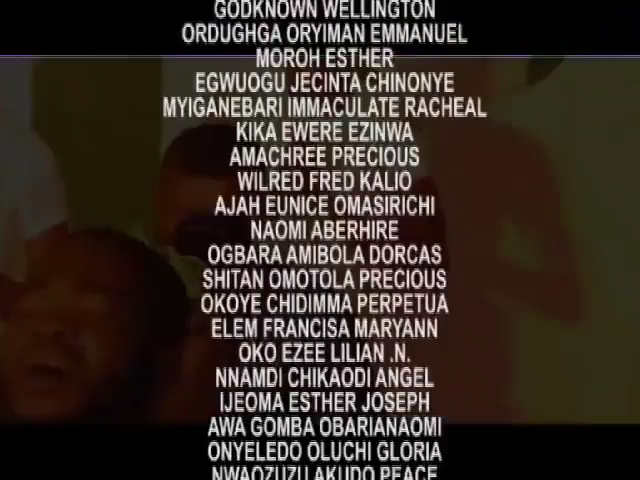 GODKNOWN WELLINGTON
ORDUGHGA ORYIMAN EMMANUEL
MOROH ESTHER
EGWUOGU JECINTA CHINONYE
MYIGANEBARI IMMACULATE RACHEAL
KIKA EWERE EZINWA
AMACHREE PRECIOUS
WILRED FRED KALIO
AJAH EUNICE OMASIRICHI
NAOMI ABERHIRE
OGBARA AMIBOLA DORCAS
SHITAN OMOTOLA PRECIOUS
OKOYE CHIDIMMA PERPETUA
ELEM FRANCISA MARYANN
OKO EZEE LILIAN .N.
NNAMDI CHIKAODI ANGEL
IJEOMA ESTHER JOSEPH
AWA GOMBA OBARIANAOMI
ONYELEDO OLUCHI GLORIA
NWAOZUZU AKUDO PEACE